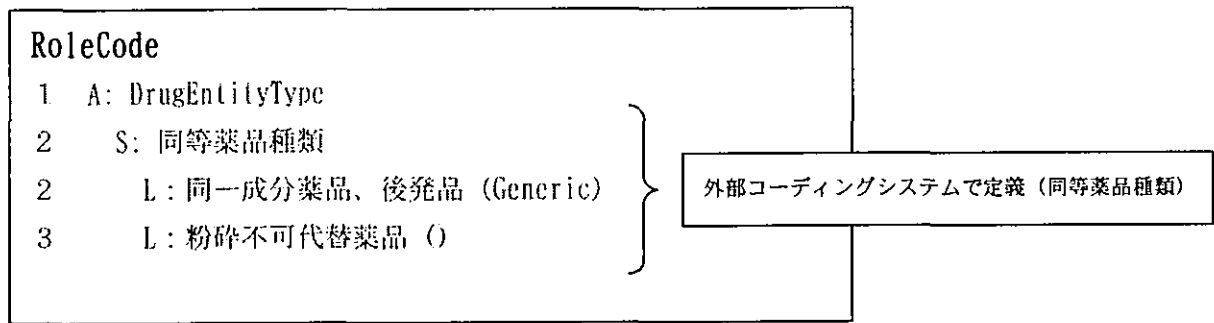 RoleCode
1 A: DrugEntityType
2 S: 同等薬品種類
2 L：同一成分薬品、後発品 (Generic)
3 L：粉砕不可代替薬品 ()
外部コーディングシステムで定義 (同等薬品種類)